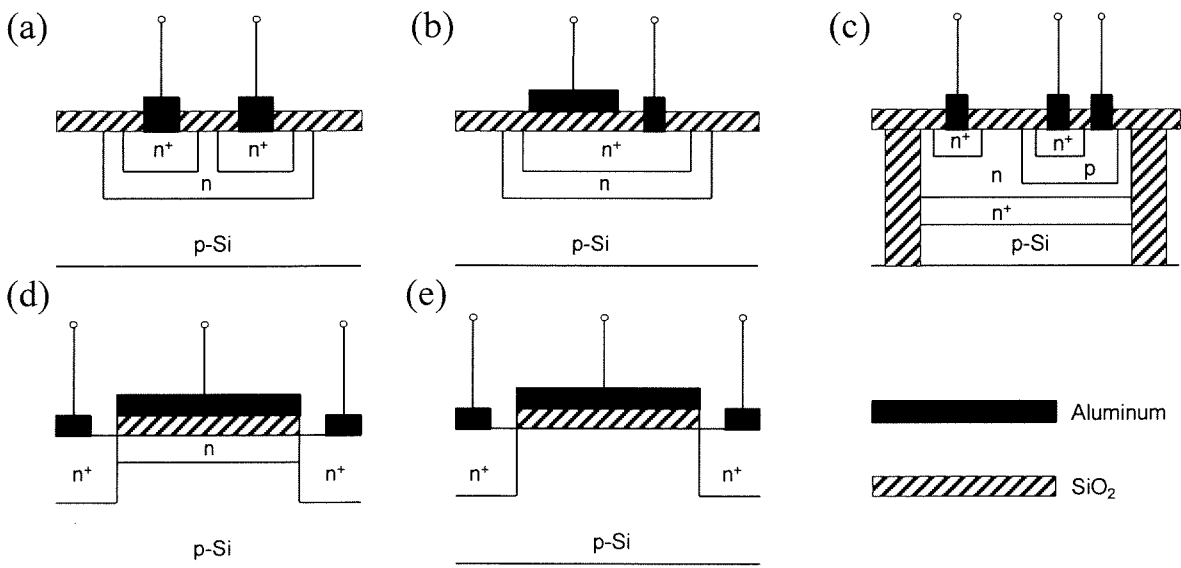 (a)
n⁺ n⁺
n
p-Si
(b)
n⁺
n
p-Si
(c)
n⁺ n⁺
n p
n⁺
p-Si
(d)
n
n⁺ n⁺
p-Si
(e)
n⁺ n⁺
p-Si
Aluminum
SiO₂